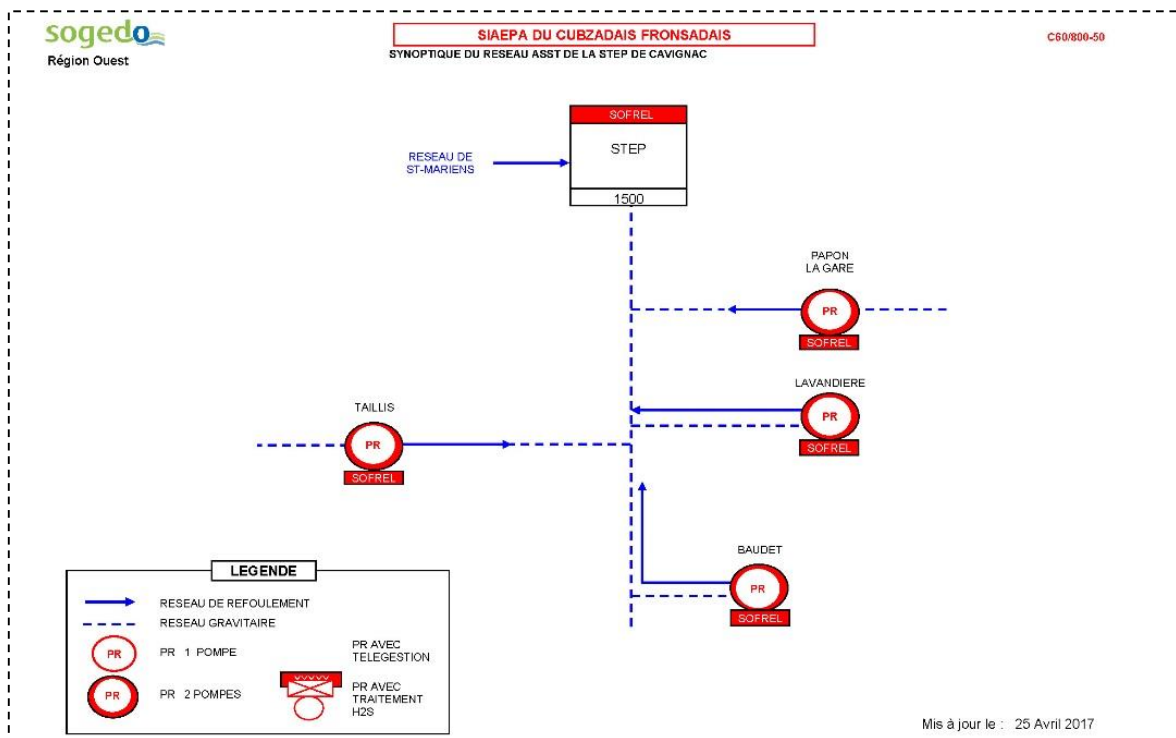 sogedo
Région Ouest
SIAEPA DU CUBZADAIS FRONSADAIS
SYNOPTIQUE DU RESEAU ASST DE LA STEP DE CAVIGNAC
C60/800-50
SOFREL
STEP
1500
RESEAU DE
ST-MARIENS
PAPON
LA GARE
PR
SOFREL
LAVANDIERE
PR
SOFREL
TAILLIS
PR
SOFREL
BAUDET
PR
SOFREL
LEGENDE
RESEAU DE REFOULEMENT
RESEAU GRAVITAIRE
PR
PR 1 POMPE
PR
PR 2 POMPES
PR AVEC
TELEGESTION
PR AVEC
TRAITEMENT
H2S
Mis à jour le : 25 Avril 2017